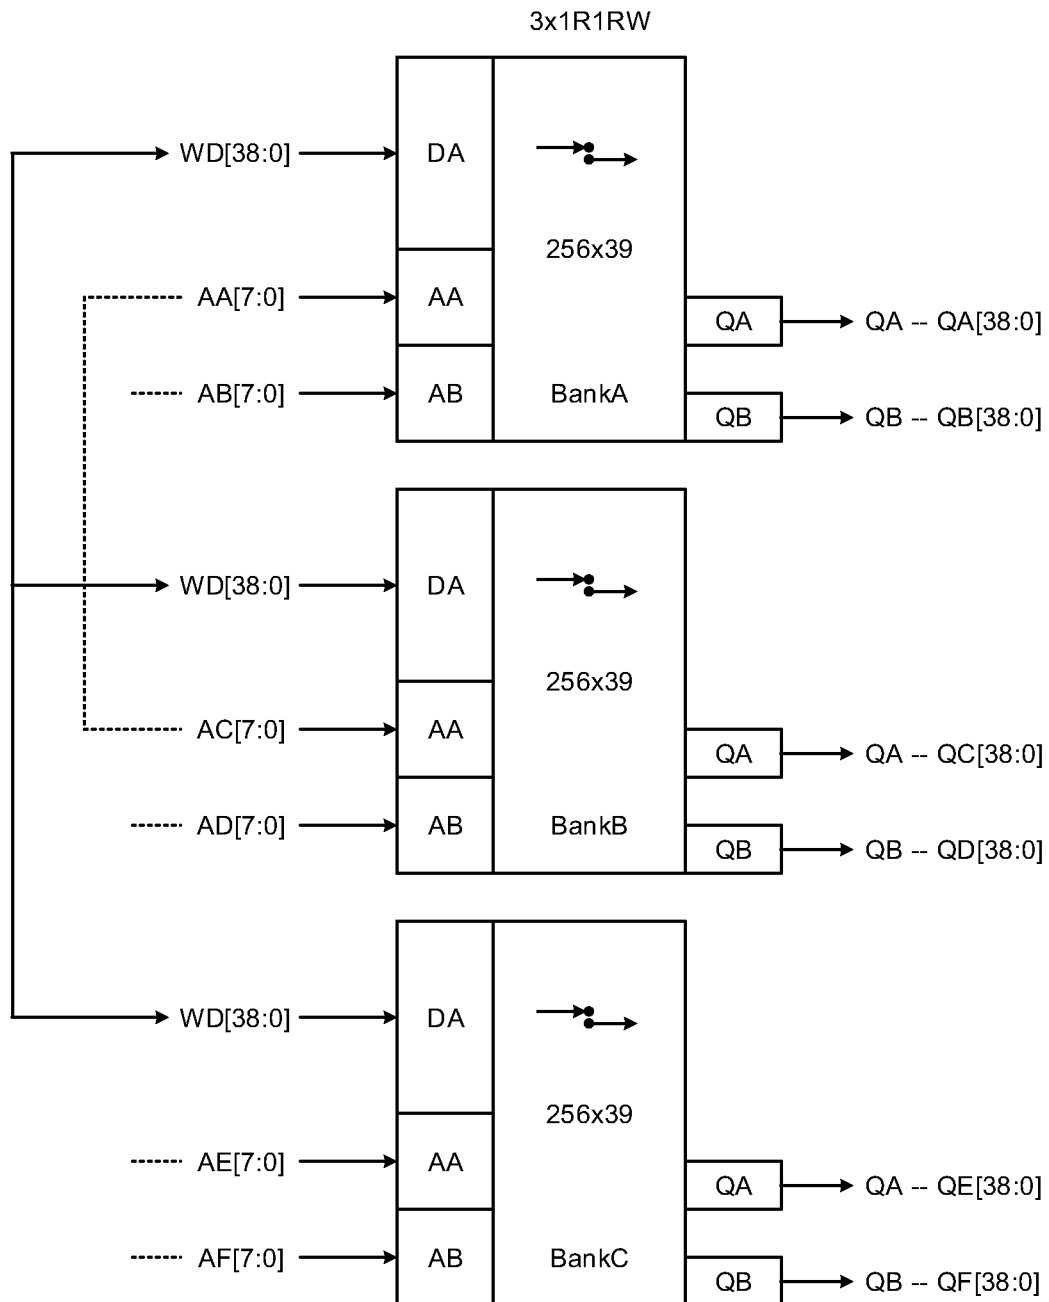 3x1R1RW
WD[38:0] DA
256x39
AA[7:0] AA
QA QA -- QA[38:0]
AB[7:0] AB BankA
QB QB -- QB[38:0]
WD[38:0] DA
256x39
AC[7:0] AA
QA QA -- QC[38:0]
AD[7:0] AB BankB
QB QB -- QD[38:0]
WD[38:0] DA
256x39
AE[7:0] AA
QA QA -- QE[38:0]
AF[7:0] AB BankC
QB QB -- QF[38:0]